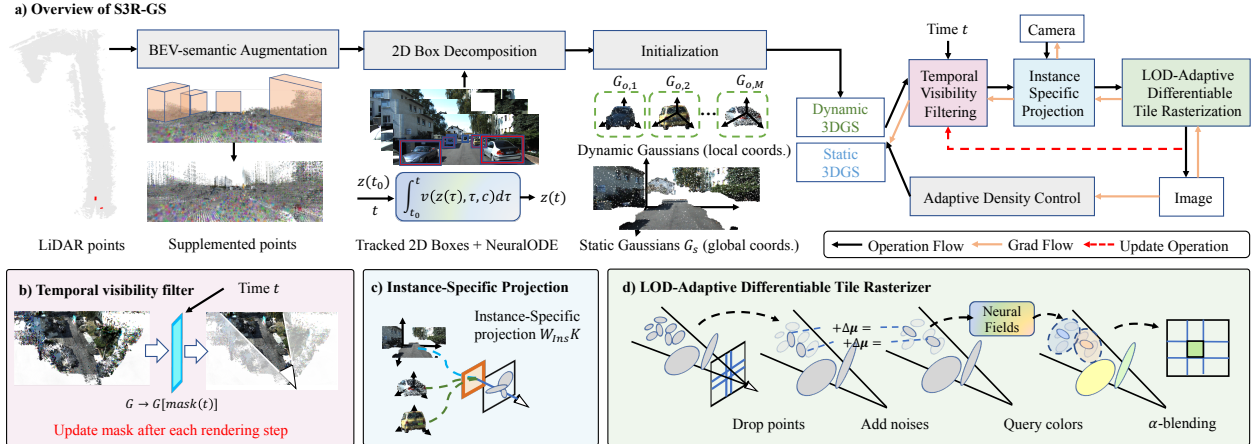 a) Overview of S3R-GS
BEV-semantic Augmentation
2D Box Decomposition
Initialization
Time t
Camera
Temporal
Visibility
Filtering
Instance
Specific
Projection
LOD-Adaptive
Differentiable
Tile Rasterization
G_{o,1} G_{o,2} ... G_{o,M}
Dynamic
3DGS
Static
3DGS
Dynamic Gaussians (local coords.)
z(t_0)
t
∫_{t_0}^{t} v(z(τ), τ, c)dτ
z(t)
Adaptive Density Control
Image
LiDAR points
Supplemented points
Tracked 2D Boxes + NeuralODE
Static Gaussians G_s (global coords.)
Operation Flow
Grad Flow
Update Operation
b) Temporal visibility filter
Time t
G → G[mask(t)]
Update mask after each rendering step
c) Instance-Specific Projection
Instance-Specific
projection W_{Ins}K
d) LOD-Adaptive Differentiable Tile Rasterizer
+Δμ =
+Δμ =
Neural
Fields
Drop points
Add noises
Query colors
α-blending